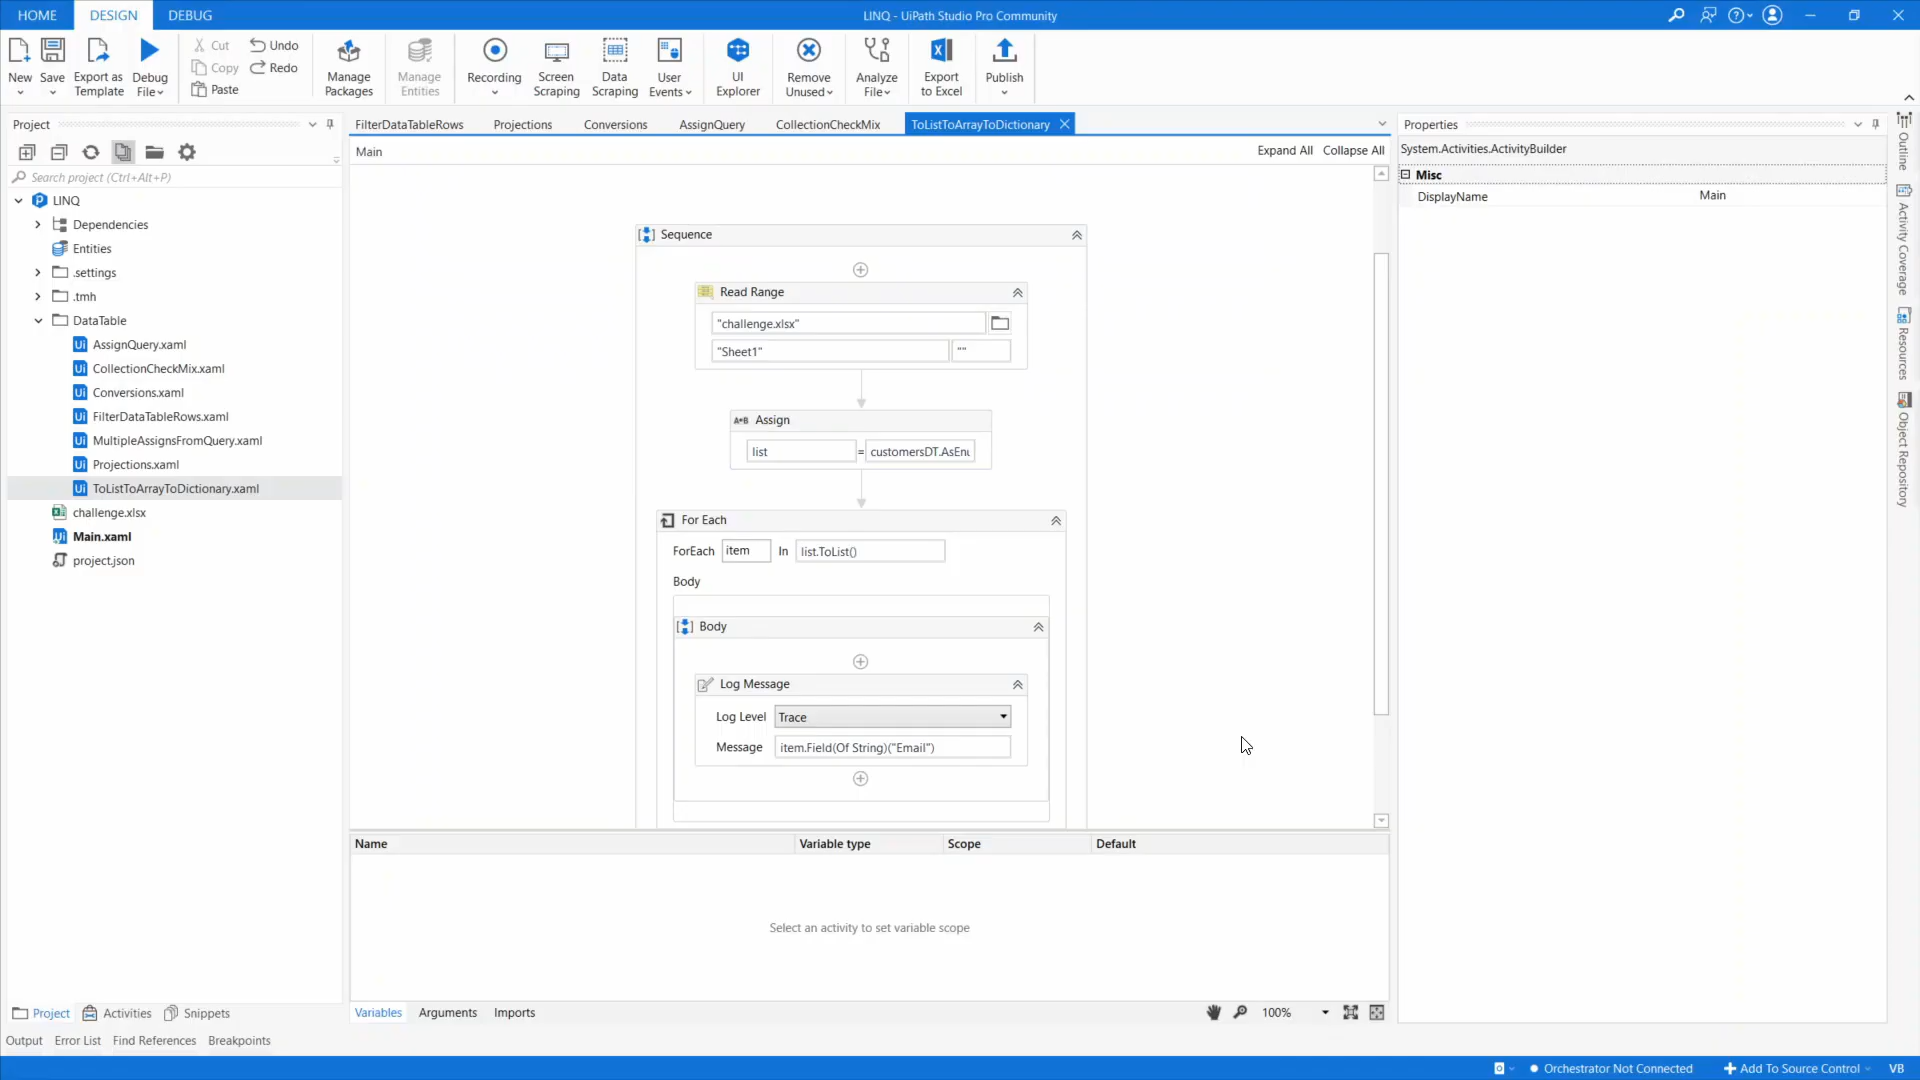 HOME DESIGN DEBUG
LINQ - UiPath Studio Pro Community
New
Save
Export as
Template
Debug
File
Cut
Copy
Paste
Undo
Redo
Manage
Packages
Manage
Entities
Recording
Screen
Scraping
Data
Scraping
User
Events
UI
Explorer
Remove
Unused
Analyze
File
Export
to Excel
Publish
Project
Search project (Ctrl+Alt+P)
LINQ
Dependencies
Entities
.settings
.tmh
DataTable
AssignQuery.xaml
CollectionCheckMix.xaml
Conversions.xaml
FilterDataTableRows.xaml
MultipleAssignsFromQuery.xaml
Projections.xaml
ToListToArrayToDictionary.xaml
challenge.xlsx
Main.xaml
project.json
Project Activities Snippets
FilterDataTableRows Projections Conversions AssignQuery CollectionCheckMix ToListToArrayToDictionary
Main
Expand All Collapse All
Sequence
Read Range
"challenge.xlsx"
"Sheet1" ""
A*B Assign
list = customersDT.AsEnu
For Each
ForEach item In list.ToList()
Body
Body
Log Message
Log Level Trace
Message item.Field(Of String)("Email")
Name Variable type Scope Default
Select an activity to set variable scope
Variables Arguments Imports
100%
Properties
System.Activities.ActivityBuilder
Misc
DisplayName Main
Outline
Activity Coverage
Resources
Object Repository
Output Error List Find References Breakpoints
Orchestrator Not Connected
Add To Source Control
VB